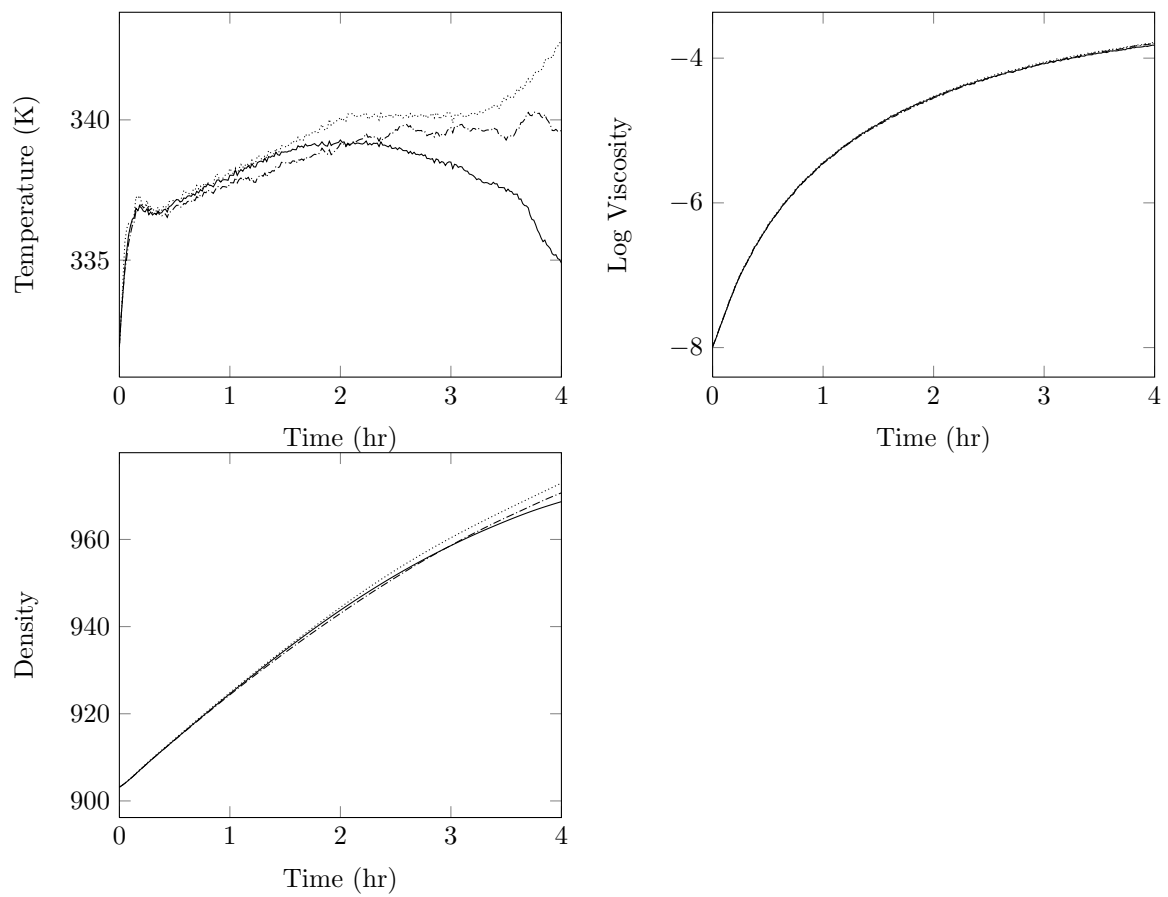 Temperature (K)
340
335
0 1 2 3 4
Time (hr)
Log Viscosity
−4
−6
−8
0 1 2 3 4
Time (hr)
Density
960
940
920
900
0 1 2 3 4
Time (hr)